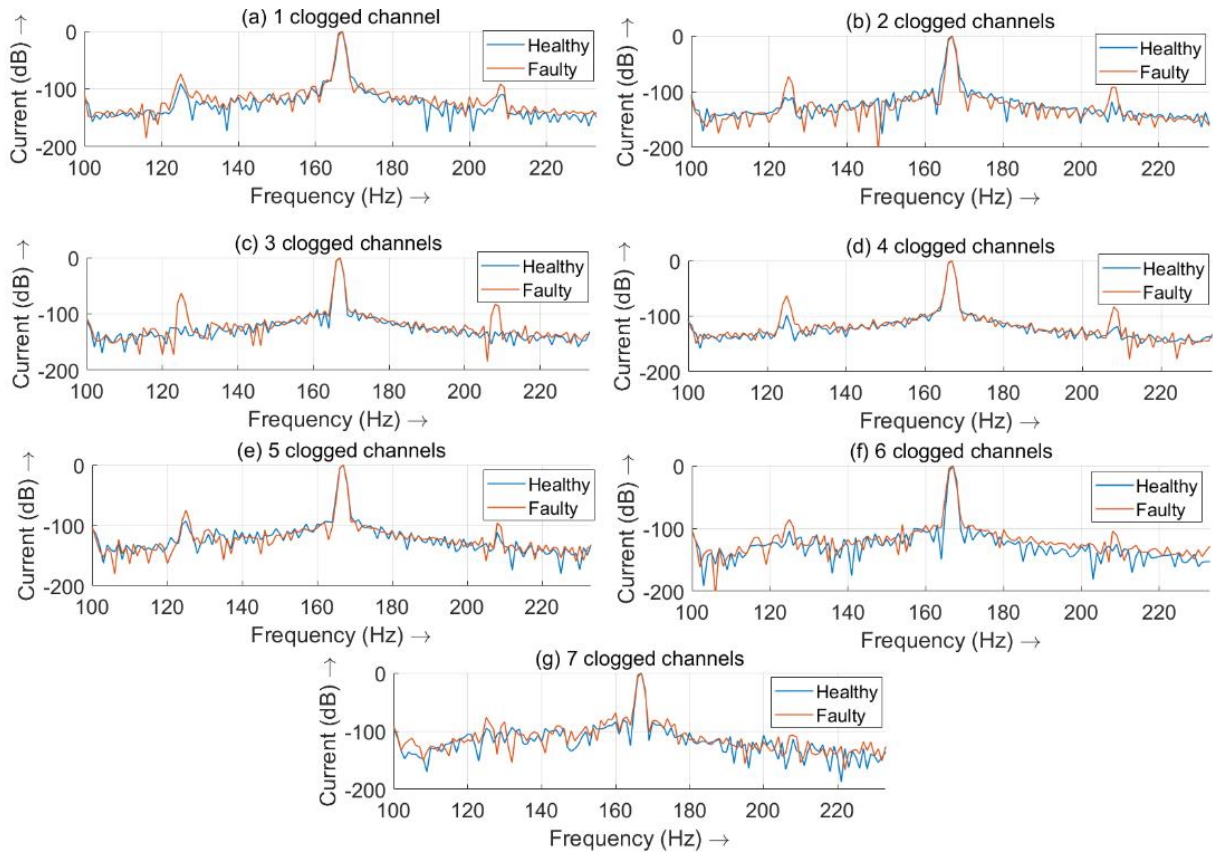 (a) 1 clogged channel
Current (dB) →
0
-100
-200
Healthy
Faulty
100 120 140 160 180 200 220
Frequency (Hz) →
(b) 2 clogged channels
Current (dB) →
0
-100
-200
Healthy
Faulty
100 120 140 160 180 200 220
Frequency (Hz) →
(c) 3 clogged channels
Current (dB) →
0
-100
-200
Healthy
Faulty
100 120 140 160 180 200 220
Frequency (Hz) →
(d) 4 clogged channels
Current (dB) →
0
-100
-200
Healthy
Faulty
100 120 140 160 180 200 220
Frequency (Hz) →
(e) 5 clogged channels
Current (dB) →
0
-100
-200
Healthy
Faulty
100 120 140 160 180 200 220
Frequency (Hz) →
(f) 6 clogged channels
Current (dB) →
0
-100
-200
Healthy
Faulty
100 120 140 160 180 200 220
Frequency (Hz) →
(g) 7 clogged channels
Current (dB) →
0
-100
-200
Healthy
Faulty
100 120 140 160 180 200 220
Frequency (Hz) →